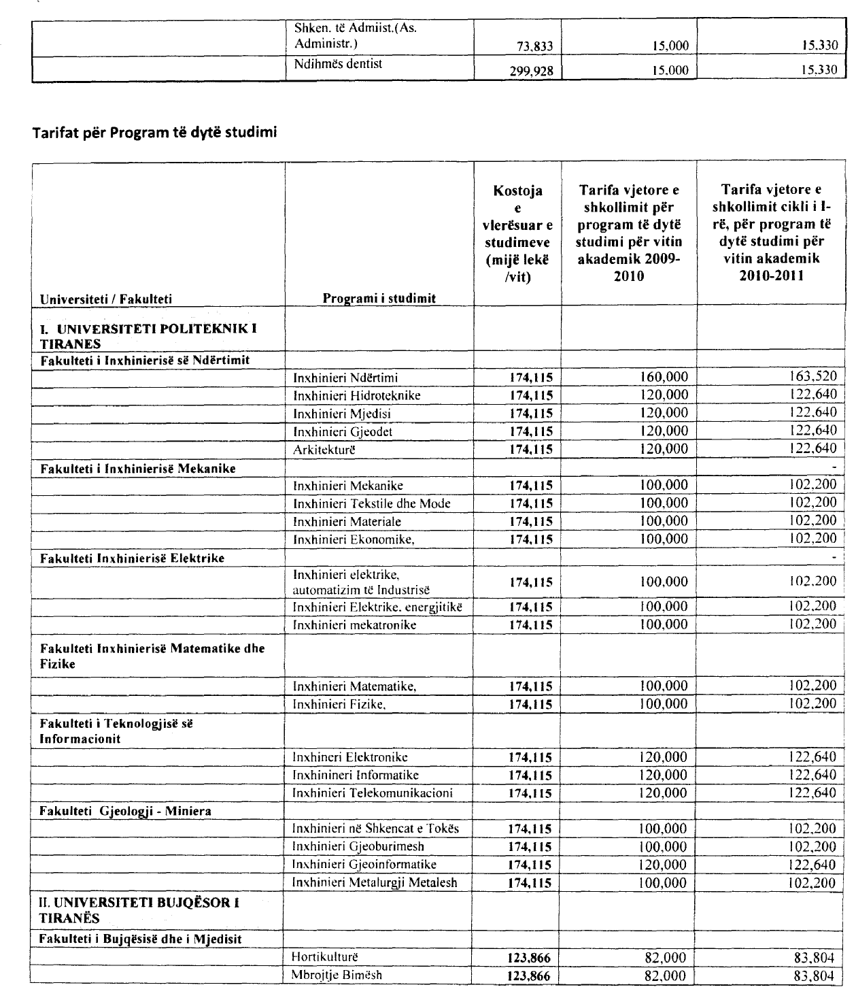 Shken. të Admiist.(As.
Administr.) 73,833 15,000 15.330
Ndihmës dentist 299,928 15.000 15.330
Tarifat për Program të dytë studimi
Universiteti / Fakulteti
Programi i studimit
Kostoja
e
vlerësuar e
studimeve
(mijë lekë
/vit)
Tarifa vjetore e
shkollimit për
program të dytë
studimi për vitin
akademik 2009-
2010
Tarifa vjetore e
shkollimit cikli i I-
rë, për program të
dytë studimi për
vitin akademik
2010-2011
I. UNIVERSITETI POLITEKNIK I
TIRANES
Fakulteti i Inxhinierisë së Ndërtimit
Inxhinieri Ndërtimi 174,115 160,000 163,520
Inxhinieri Hidroteknike 174,115 120,000 122,640
Inxhinieri Mjedisi 174,115 120,000 122,640
Inxhinieri Gjeodet 174,115 120,000 122,640
Arkitekturë 174,115 120,000 122,640
Fakulteti i Inxhinierisë Mekanike -
Inxhinieri Mekanike 174,115 100,000 102,200
Inxhinieri Tekstile dhe Mode 174,115 100,000 102,200
Inxhinieri Materiale 174,115 100,000 102,200
Inxhinieri Ekonomike, 174,115 100,000 102,200
Fakulteti Inxhinierisë Elektrike -
Inxhinieri elektrike,
automatizim të Industrisë 174,115 100,000 102,200
Inxhinieri Elektrike, energjitikë 174,115 100,000 102,200
Inxhinieri mekatronike 174,115 100,000 102,200
Fakulteti Inxhinierisë Matematike dhe
Fizike
Inxhinieri Matematike, 174,115 100,000 102,200
Inxhinieri Fizike, 174,115 100,000 102,200
Fakulteti i Teknologjisë së
Informacionit
Inxhineri Elektronike 174,115 120,000 122,640
Inxhinineri Informatike 174,115 120,000 122,640
Inxhinieri Telekomunikacioni 174,115 120,000 122,640
Fakulteti Gjeologji - Miniera
Inxhinieri në Shkencat e Tokës 174,115 100,000 102,200
Inxhinieri Gjeoburimesh 174,115 100,000 102,200
Inxhinieri Gjeoinformatike 174,115 120,000 122,640
Inxhinieri Metalurgji Metalesh 174,115 100,000 102,200
II. UNIVERSITETI BUJQËSOR I
TIRANËS
Fakulteti i Bujqësisë dhe i Mjedisit
Hortikulturë 123,866 82,000 83,804
Mbrojtje Bimësh 123,866 82,000 83,804